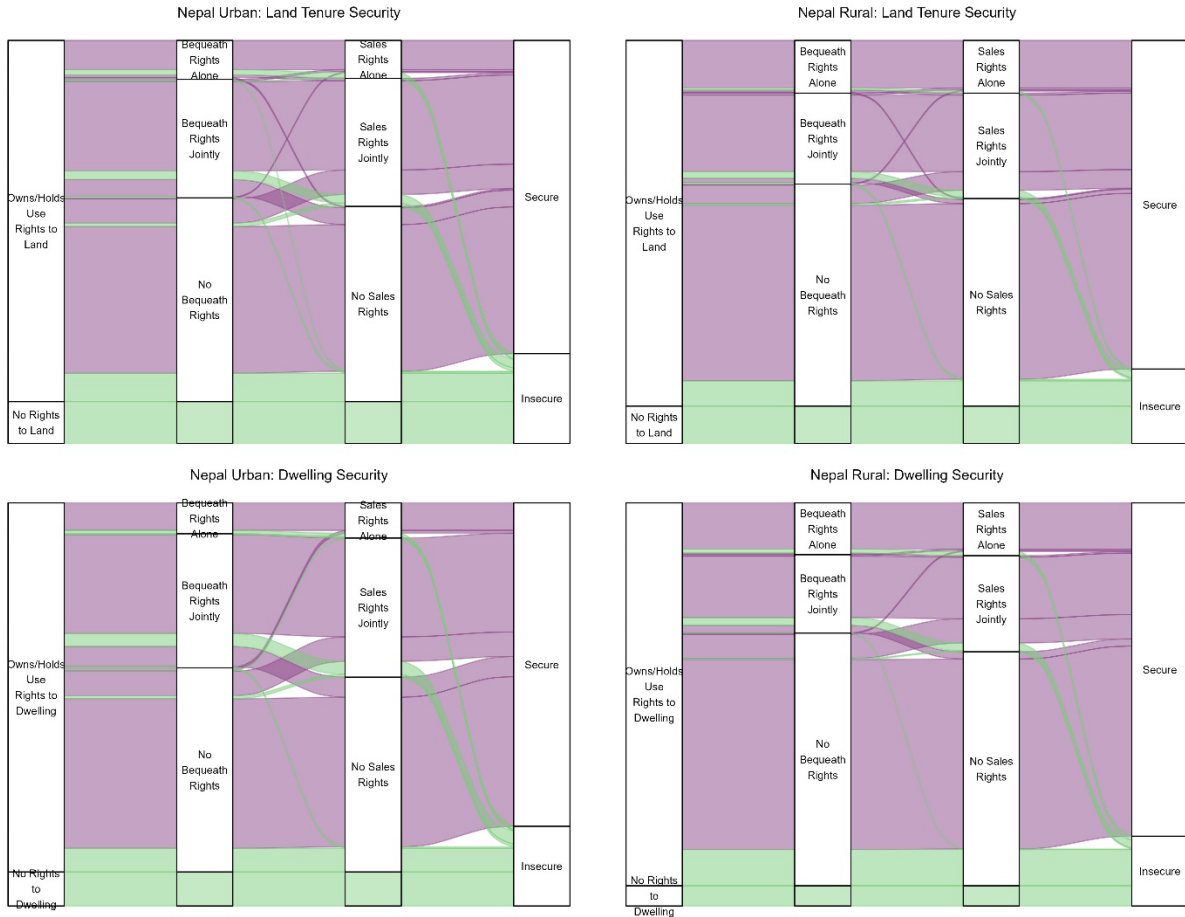 Nepal Urban: Land Tenure Security
Bequeath
Rights
Alone
Bequeath
Rights
Jointly
No
Bequeath
Rights
Sales
Rights
Alone
Sales
Rights
Jointly
No Sales
Rights
Owns/Holds
Use
Rights to
Land
No Rights
to Land
Secure
Insecure
Nepal Rural: Land Tenure Security
Bequeath
Rights
Alone
Bequeath
Rights
Jointly
No
Bequeath
Rights
Sales
Rights
Alone
Sales
Rights
Jointly
No Sales
Rights
Owns/Holds
Use
Rights to
Land
No Rights
to Land
Secure
Insecure
Nepal Urban: Dwelling Security
Bequeath
Rights
Alone
Bequeath
Rights
Jointly
No
Bequeath
Rights
Sales
Rights
Alone
Sales
Rights
Jointly
No Sales
Rights
Owns/Holds
Use
Rights to
Dwelling
No Rights
to
Dwelling
Secure
Insecure
Nepal Rural: Dwelling Security
Bequeath
Rights
Alone
Bequeath
Rights
Jointly
No
Bequeath
Rights
Sales
Rights
Alone
Sales
Rights
Jointly
No Sales
Rights
Owns/Holds
Use
Rights to
Dwelling
No Rights
to
Dwelling
Secure
Insecure